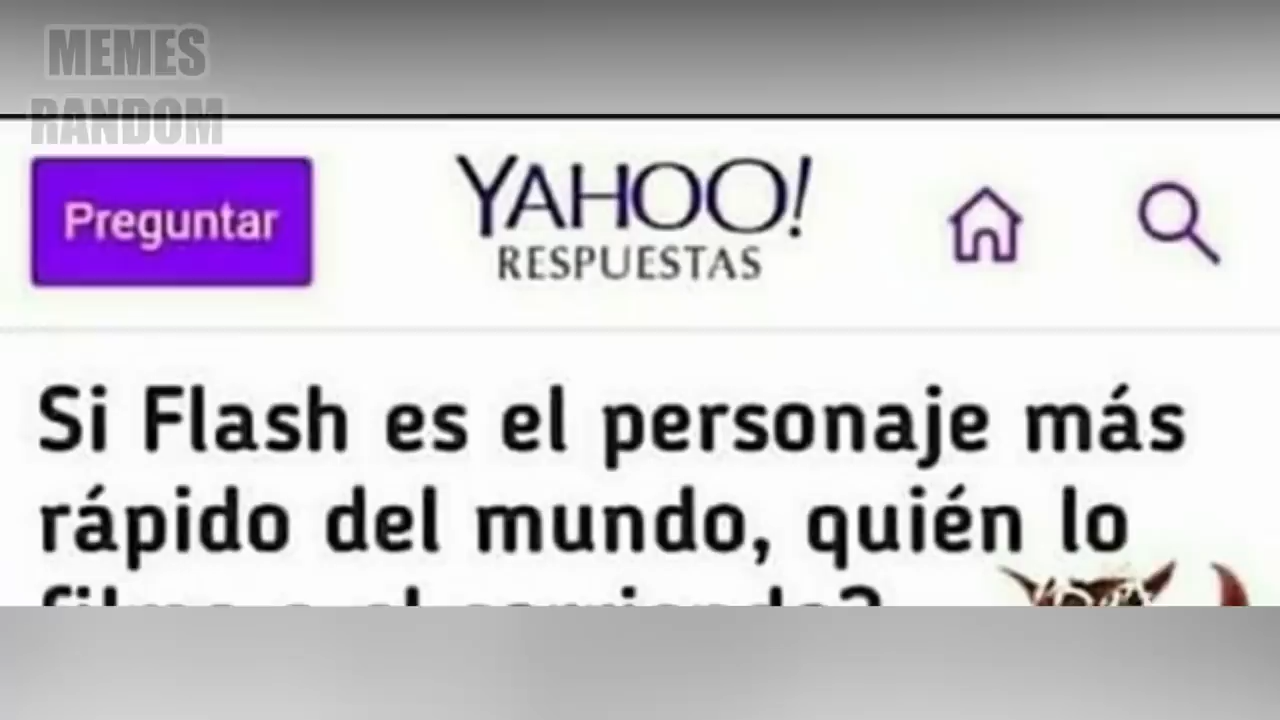 MEMES
RANDOM
Preguntar
YAHOO!
RESPUESTAS
Si Flash es el personaje más
rápido del mundo, quién lo